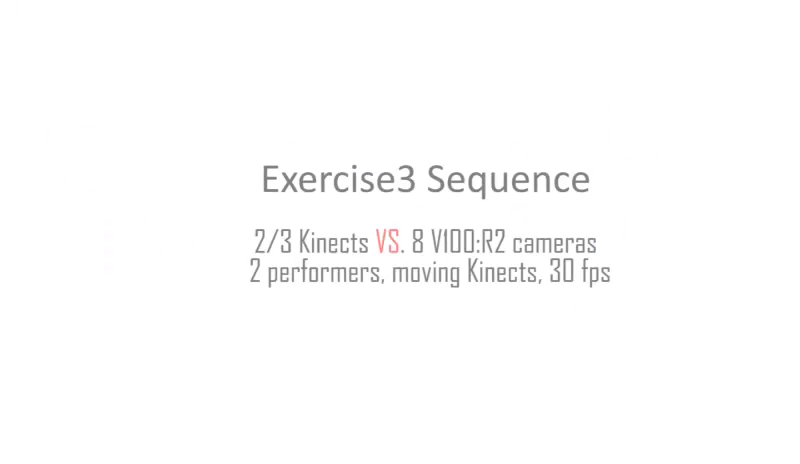 Exercise3 Sequence
2/3 Kinects VS. 8 V100:R2 cameras
2 performers, moving Kinects, 30 fps